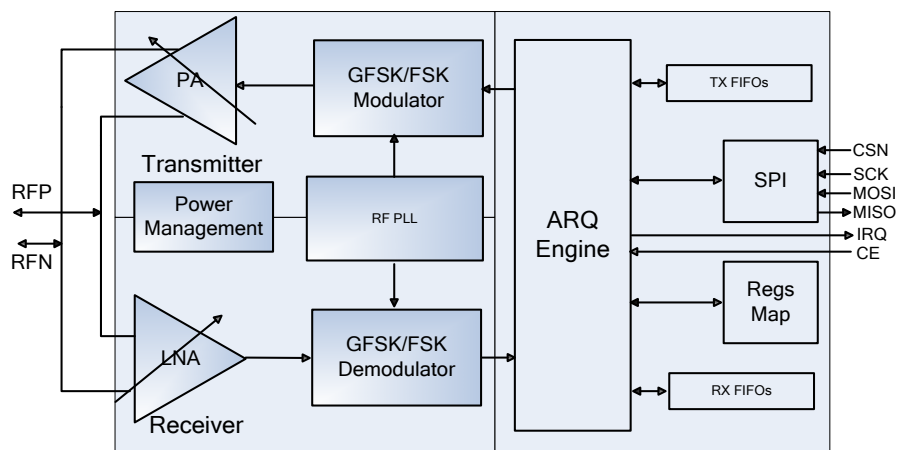 PA
GFSK/FSK
Modulator
TX FIFOs
Transmitter
CSN
SCK
MOSI
MISO
SPI
RFP
RFN
Power
Management
RF PLL
ARQ
Engine
IRQ
CE
Regs
Map
LNA
GFSK/FSK
Demodulator
RX FIFOs
Receiver